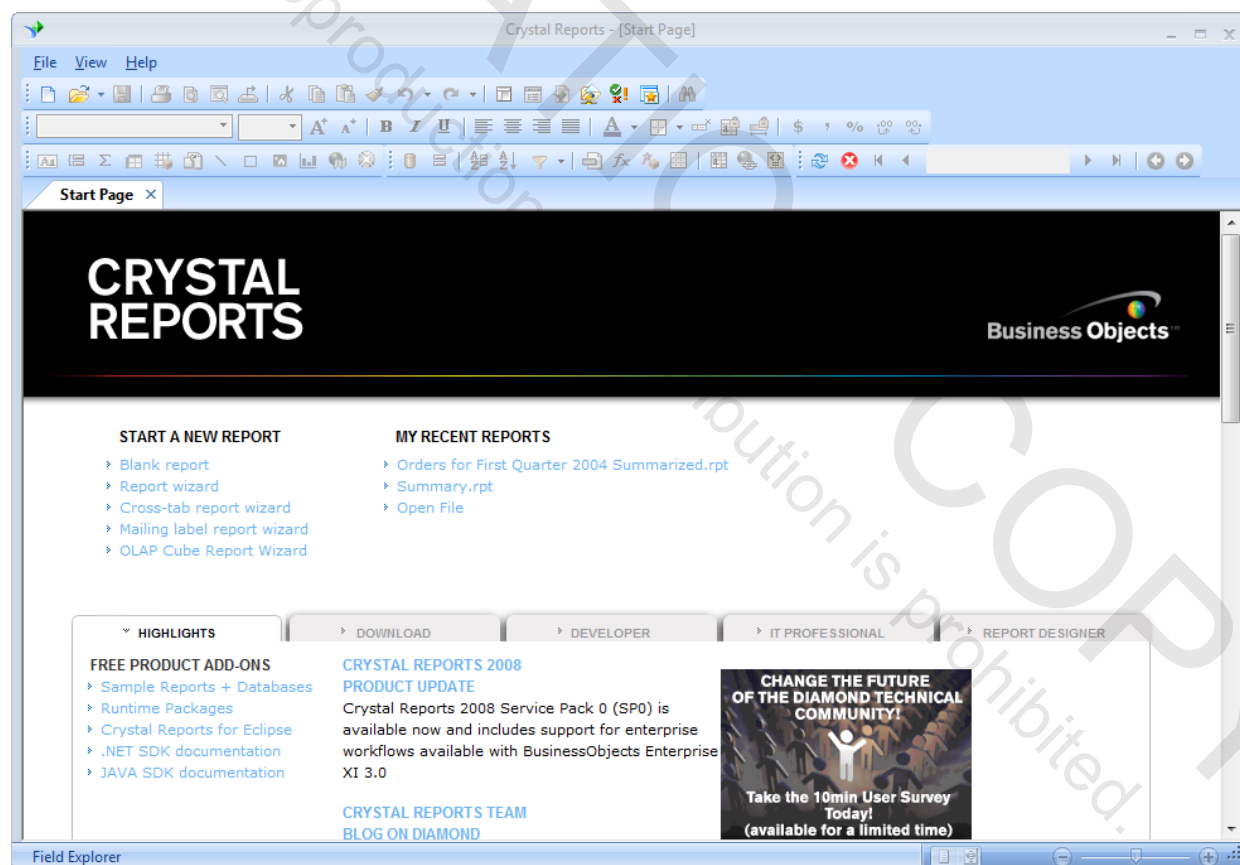 Crystal Reports - [Start Page]
File View Help
B I U A $ %
Start Page
CRYSTAL
REPORTS
Business Objects™
START A NEW REPORT
Blank report
Report wizard
Cross-tab report wizard
Mailing label report wizard
OLAP Cube Report Wizard
MY RECENT REPORTS
Orders for First Quarter 2004 Summarized.rpt
Summary.rpt
Open File
HIGHLIGHTS
DOWNLOAD
DEVELOPER
IT PROFESSIONAL
REPORT DESIGNER
FREE PRODUCT ADD-ONS
Sample Reports + Databases
Runtime Packages
Crystal Reports for Eclipse
.NET SDK documentation
JAVA SDK documentation
CRYSTAL REPORTS 2008
PRODUCT UPDATE
Crystal Reports 2008 Service Pack 0 (SP0) is
available now and includes support for enterprise
workflows available with BusinessObjects Enterprise
XI 3.0
CRYSTAL REPORTS TEAM
BLOG ON DIAMOND
CHANGE THE FUTURE
OF THE DIAMOND TECHNICAL
COMMUNITY!
Take the 10min User Survey
Today!
(available for a limited time)
Field Explorer
COPY
is prohibited.